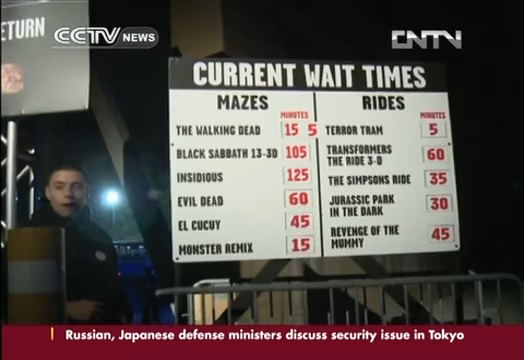 ETURN
CCTV NEWS
CNTV
CURRENT WAIT TIMES
MAZES
MINUTES
THE WALKING DEAD 15 5
BLACK SABBATH 13-3D 105
INSIDIOUS 125
EVIL DEAD 60
EL CUCUY 45
MONSTER REMIX 15
RIDES
MINUTES
TERROR TRAM 5
TRANSFORMERS
THE RIDE 3-D 60
THE SIMPSONS RIDE 35
JURASSIC PARK
IN THE DARK 30
REVENGE OF THE
MUMMY 45
Russian, Japanese defense ministers discuss security issue in Tokyo